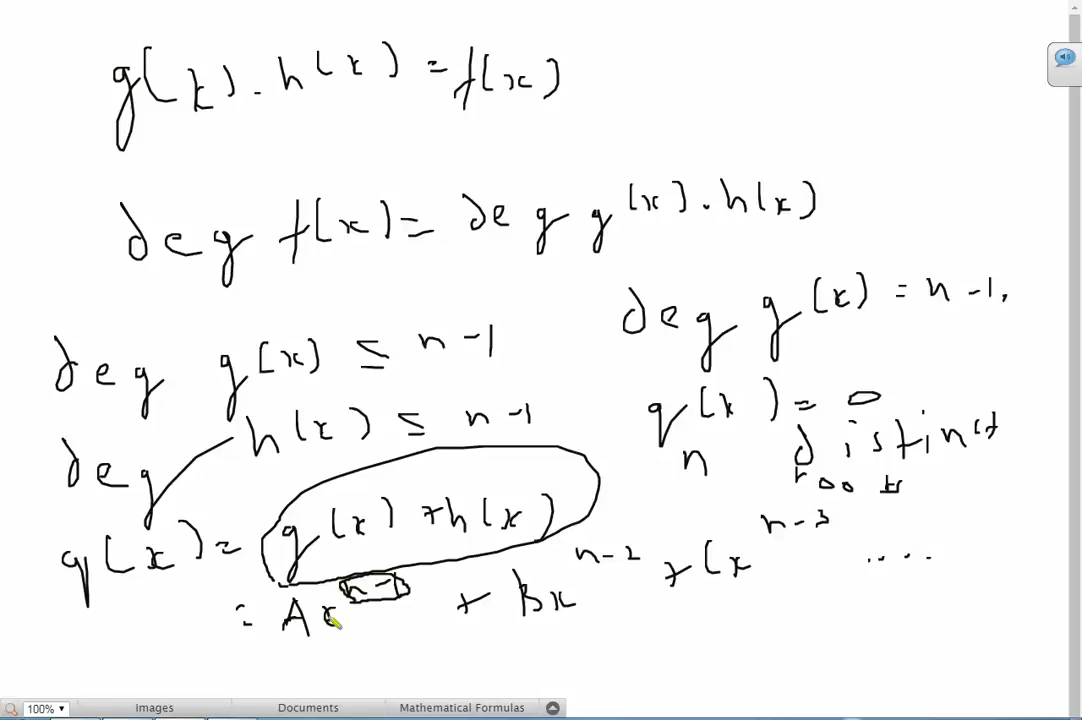 g(x).h(x) = f(x)
deg f(x) = deg g(x).h(x)
deg g(x) = n-1.
deg g(x) ≤ n-1
deg h(x) ≤ n-1
q(x) = 0
n distinct
roots
q(x) = g(x) + h(x)
= Ax^{n-1} + Bx^{n-2} + Cx^{n-3} ....
100% Images Documents Mathematical Formulas